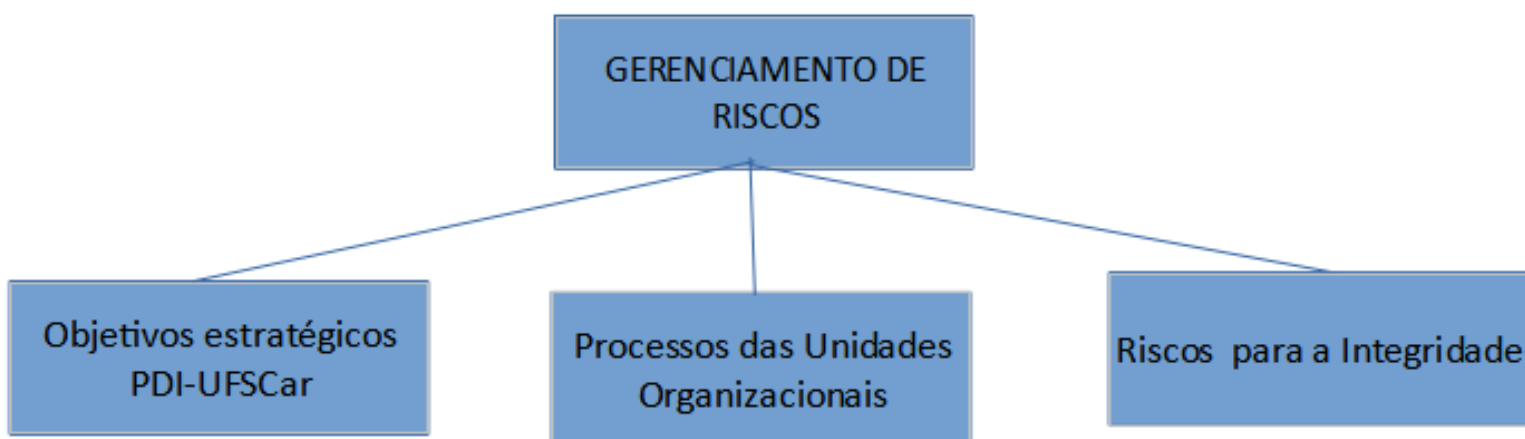 GERENCIAMENTO DE
RISCOS
Objetivos estratégicos
PDI-UFSCar
Processos das Unidades
Organizacionais
Riscos para a Integridade